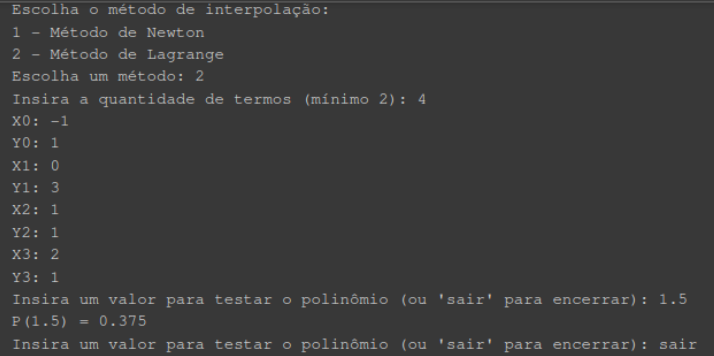 Escolha o método de interpolação:
1 - Método de Newton
2 - Método de Lagrange
Escolha um método: 2
Insira a quantidade de termos (mínimo 2): 4
X0: -1
Y0: 1
X1: 0
Y1: 3
X2: 1
Y2: 1
X3: 2
Y3: 1
Insira um valor para testar o polinômio (ou 'sair' para encerrar): 1.5
P(1.5) = 0.375
Insira um valor para testar o polinômio (ou 'sair' para encerrar): sair